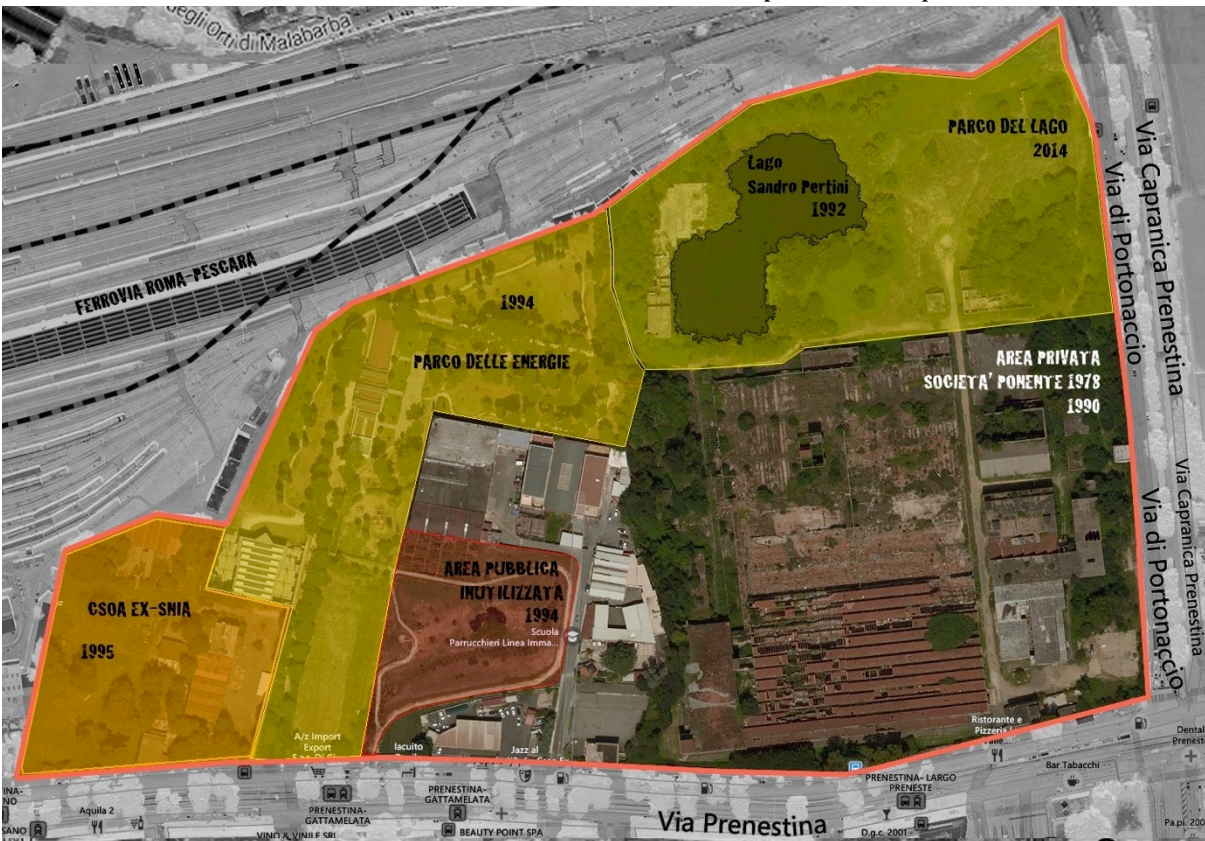 degli Orti di Malabarba
PARCO DEL LAGO
2014
Via Capranica Prenestina
Via di Portonaccio
Lago
Sandro Pertini
1992
FERROVIA ROMA-PESCARA
1994
PARCO DELLE ENERGIE
AREA PRIVATA
SOCIETA' PONENTE 1978
1990
Via Capranica Prenestina
Via di Portonaccio
AREA PUBBLICA
INUTILIZZATA
1994
Scuola
Parrucchieri Linea Imma...
CSOA EX-SNIA
1995
A/z Import
Export
Iacuito
Jazz al
Ristorante e
Pizzeria
Dental
Bar Tabacchi
PRENESTINA- LARGO
PRENESTE
Aquila 2
PRENESTINA-
GATTAMELATA
PRENESTINA-
GATTAMELATA
BEAUTY POINT SPA
VINO & VINILE SRL
Via Prenestina
D.g.c. 2001
Pa.pi. 200